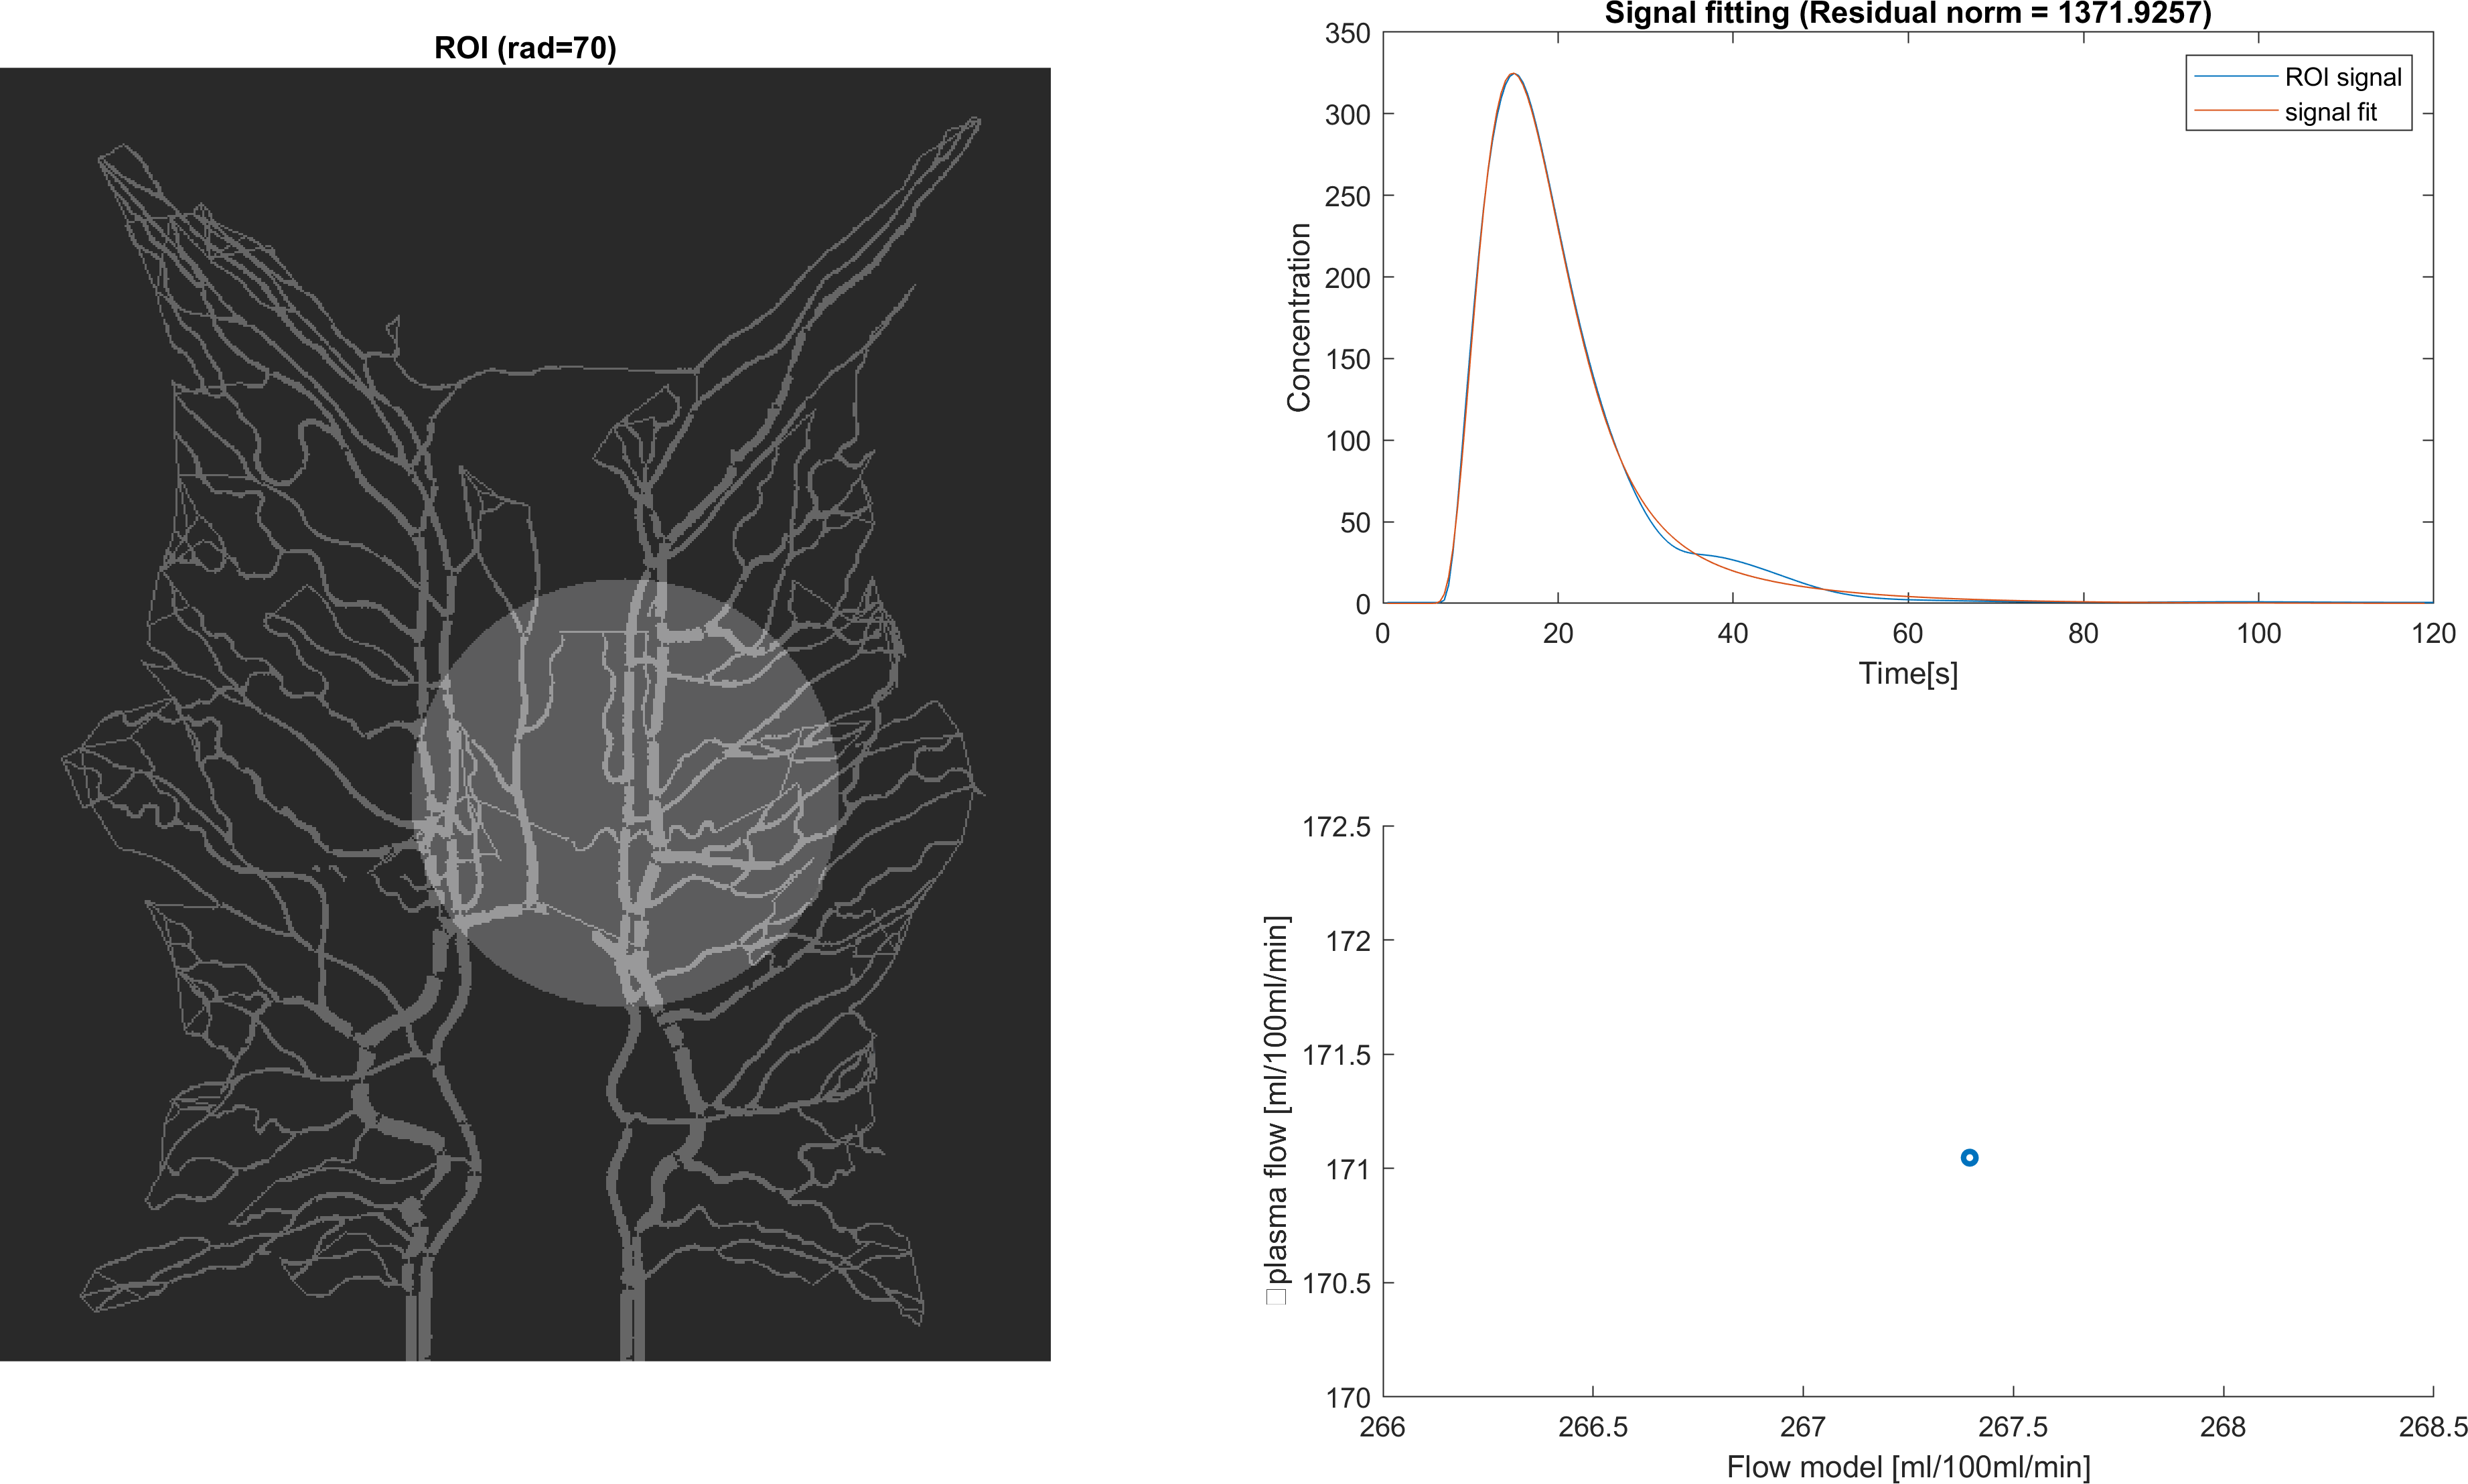 ROI (rad=70)
Signal fitting (Residual norm = 1371.9257)
350
300
250
200
150
100
50
0
Concentration
ROI signal
signal fit
0 20 40 60 80 100 120
Time[s]
172.5
172
171.5
171
170.5
170
□plasma flow [ml/100ml/min]
266 266.5 267 267.5 268 268.5
Flow model [ml/100ml/min]